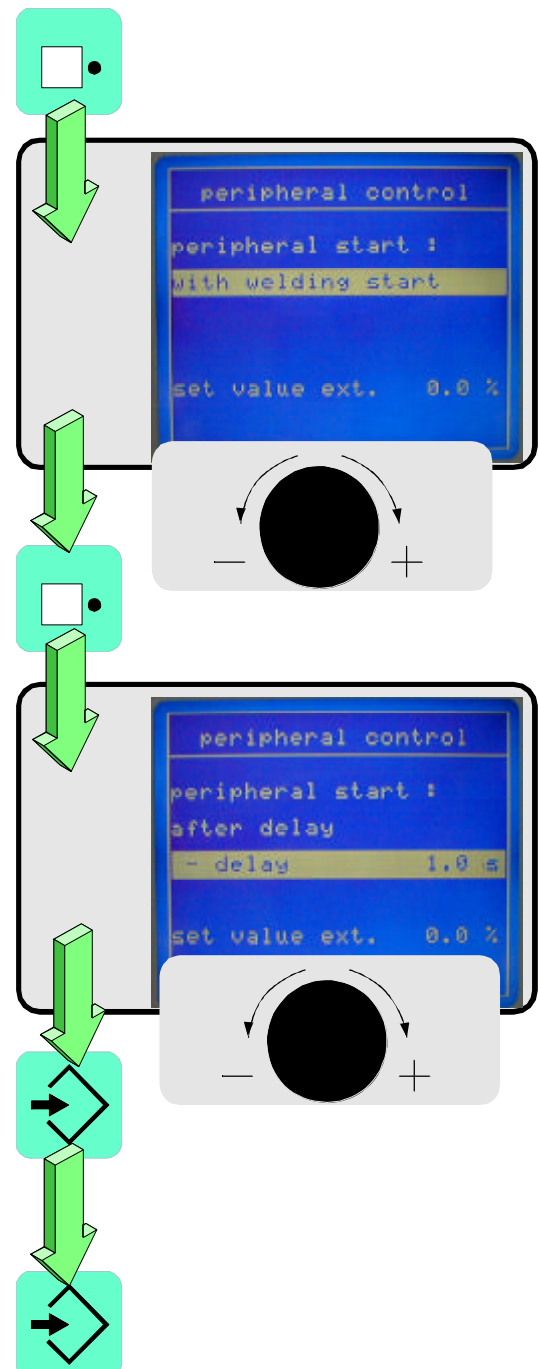 peripheral control
peripheral start :
with welding start
set value ext. 0.0 %
— +
peripheral control
peripheral start :
after delay
- delay 1.0 s
set value ext. 0.0 %
— +